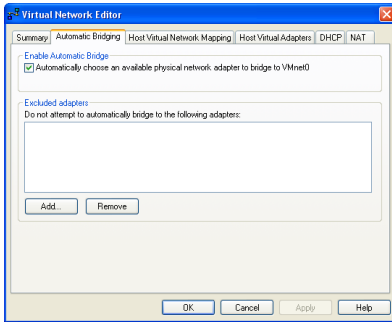 Virtual Network Editor
Summary Automatic Bridging Host Virtual Network Mapping Host Virtual Adapters DHCP NAT
Enable Automatic Bridge
Automatically choose an available physical network adapter to bridge to VMnet0
Excluded adapters
Do not attempt to automatically bridge to the following adapters:
Add... Remove
OK Cancel Apply Help